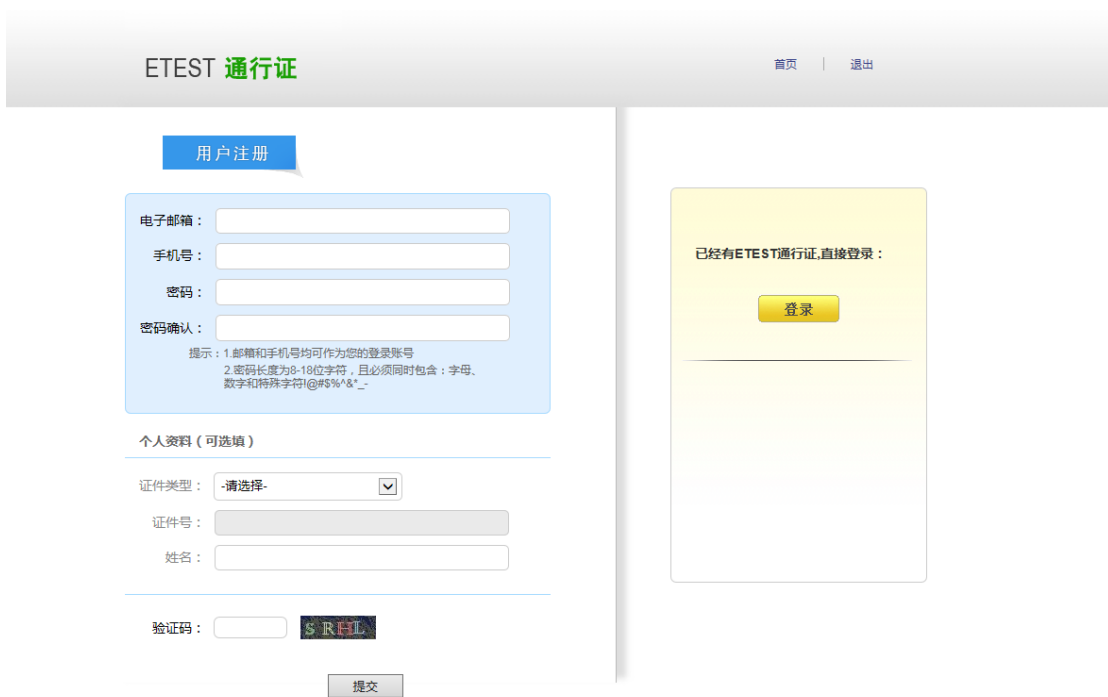 ETEST 通行证
首页 | 退出
用户注册
电子邮箱：
手机号：
密码：
密码确认：
提示：1.邮箱和手机号均可作为您的登录账号
2.密码长度为8-18位字符，且必须同时包含：字母、
数字和特殊字符!@#$%^&*_-
个人资料（可选填）
证件类型： -请选择-
证件号：
姓名：
验证码： SRHL
提交
已经有ETEST通行证,直接登录：
登录